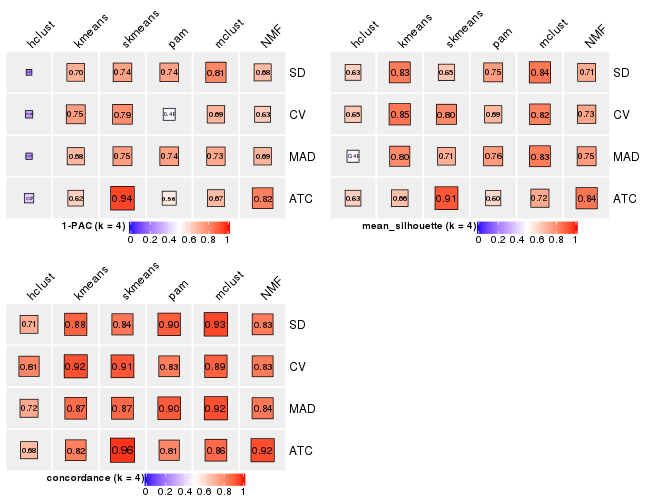 hclust kmeans skmeans pam mclust NMF
0.70 0.74 0.74 0.81 0.68 SD
0.75 0.79 0.48 0.69 0.63 CV
0.68 0.75 0.74 0.73 0.69 MAD
0.62 0.94 0.56 0.67 0.82 ATC
1-PAC (k = 4)
0 0.2 0.4 0.6 0.8 1
hclust kmeans skmeans pam mclust NMF
0.63 0.83 0.65 0.75 0.84 0.71 SD
0.65 0.85 0.80 0.69 0.82 0.73 CV
0.48 0.80 0.71 0.76 0.83 0.75 MAD
0.63 0.66 0.91 0.60 0.72 0.84 ATC
mean_silhouette (k = 4)
0 0.2 0.4 0.6 0.8 1
hclust kmeans skmeans pam mclust NMF
0.71 0.88 0.84 0.90 0.93 0.83 SD
0.81 0.92 0.91 0.83 0.89 0.83 CV
0.72 0.87 0.87 0.90 0.92 0.84 MAD
0.68 0.82 0.96 0.81 0.86 0.92 ATC
concordance (k = 4)
0 0.2 0.4 0.6 0.8 1